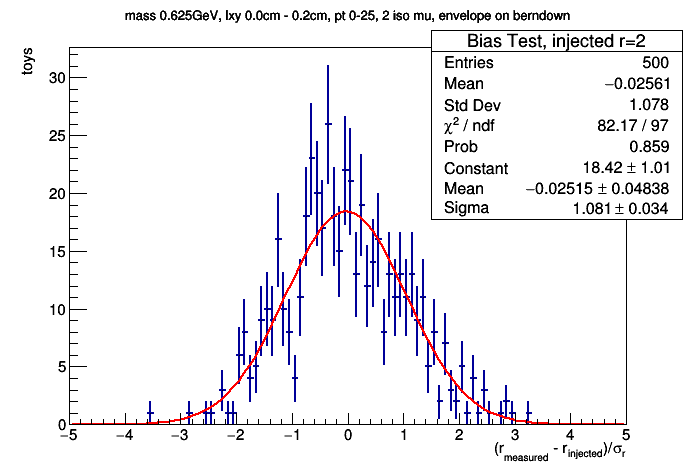 mass 0.625GeV, lxy 0.0cm - 0.2cm, pt 0-25, 2 iso mu, envelope on berndown
Bias Test, injected r=2
Entries 500
Mean −0.02561
Std Dev 1.078
χ² / ndf 82.17 / 97
Prob 0.859
Constant 18.42 ± 1.01
Mean −0.02515 ± 0.04838
Sigma 1.081 ± 0.034
toys
30
25
20
15
10
5
0
−5 −4 −3 −2 −1 0 1 2 3 4 5
(r_measured - r_injected)/σ_r